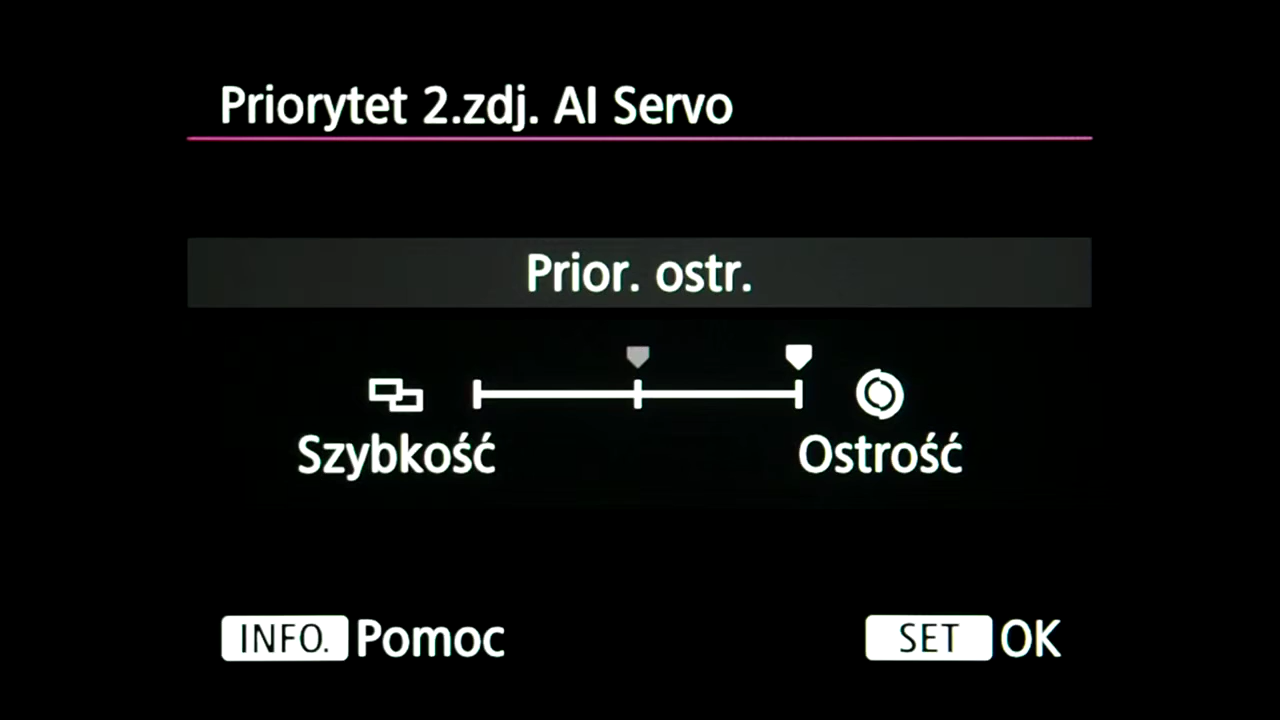 Priorytet 2.zdj. AI Servo
Prior. ostr.
Szybkość Ostrość
INFO. Pomoc SET OK